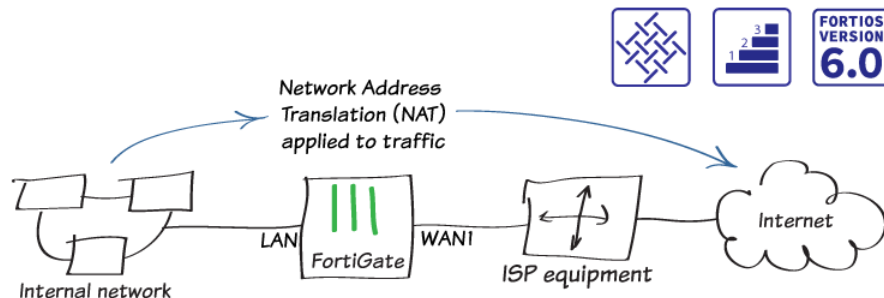 FORTIOS
VERSION
6.0
3
2
1
Network Address
Translation (NAT)
applied to traffic
LAN
FortiGate
WAN1
ISP equipment
Internet
Internal network